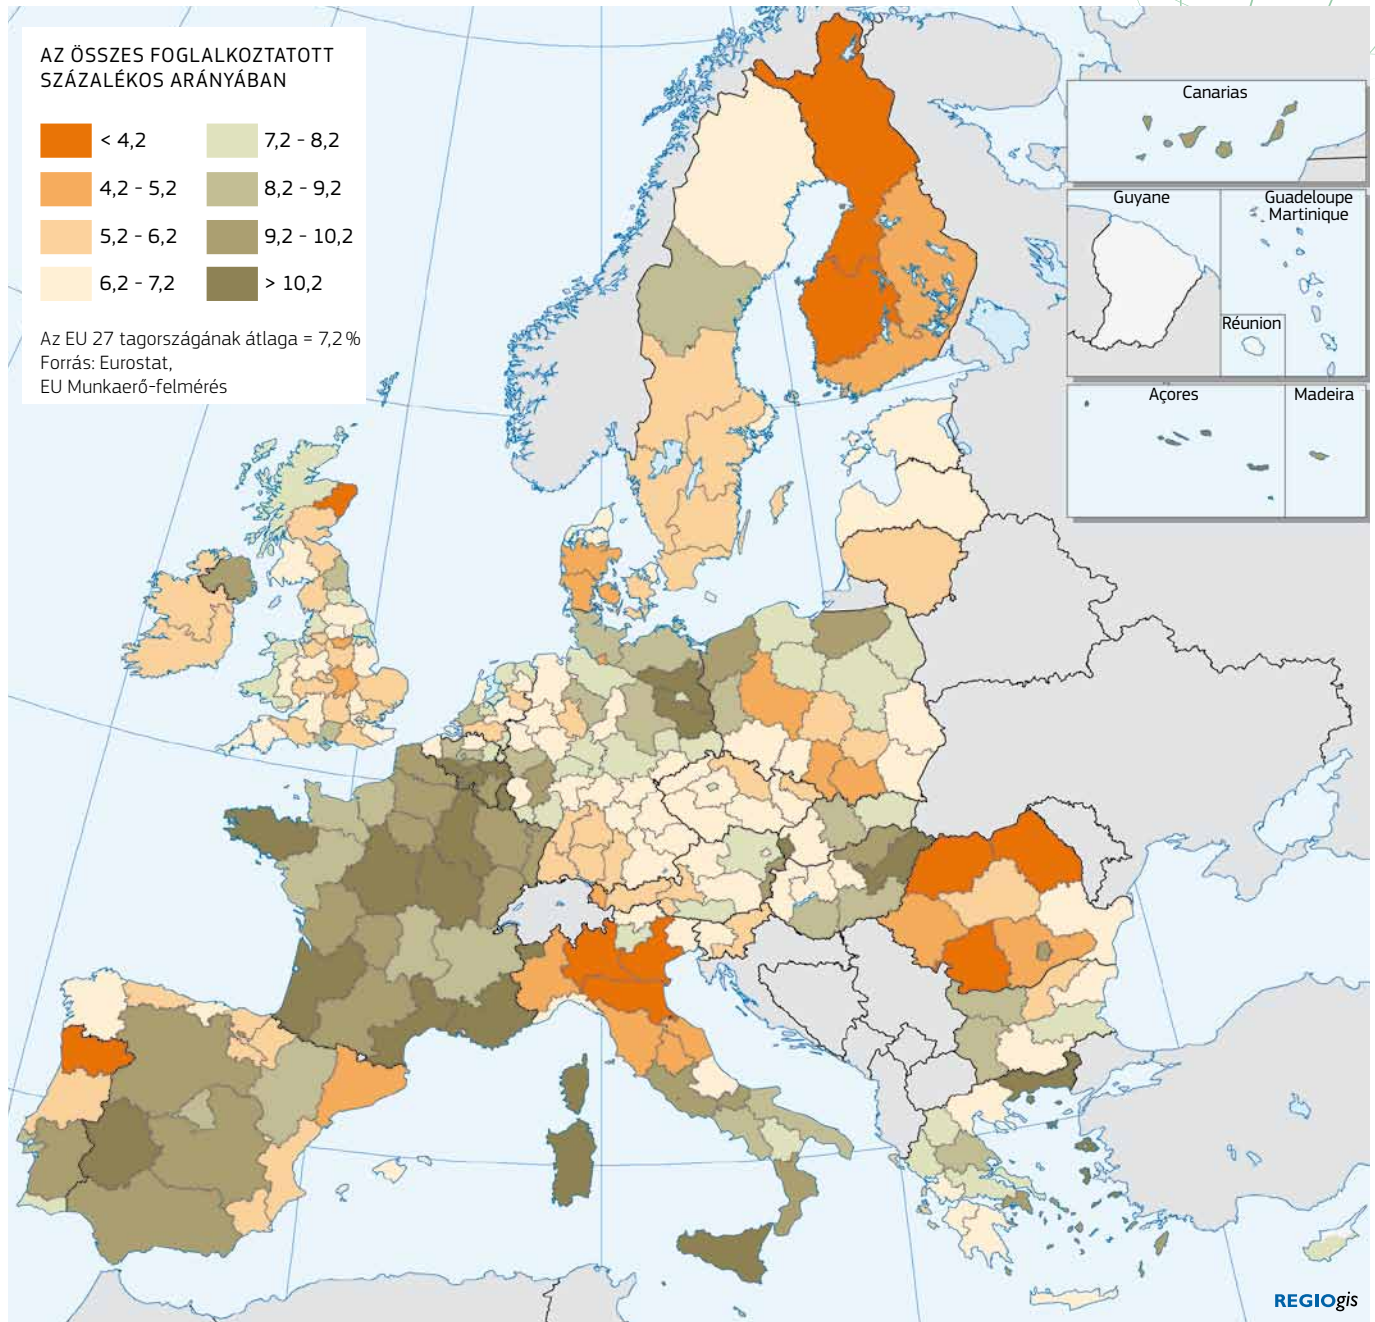 AZ ÖSSZES FOGLALKOZTATOTT
SZÁZALÉKOS ARÁNYÁBAN
< 4,2
4,2 - 5,2
5,2 - 6,2
6,2 - 7,2
7,2 - 8,2
8,2 - 9,2
9,2 - 10,2
> 10,2
Az EU 27 tagországának átlaga = 7,2 %
Forrás: Eurostat,
EU Munkaerő-felmérés
Canarias
Guyane
Guadeloupe
Martinique
Réunion
Açores
Madeira
REGIOgis